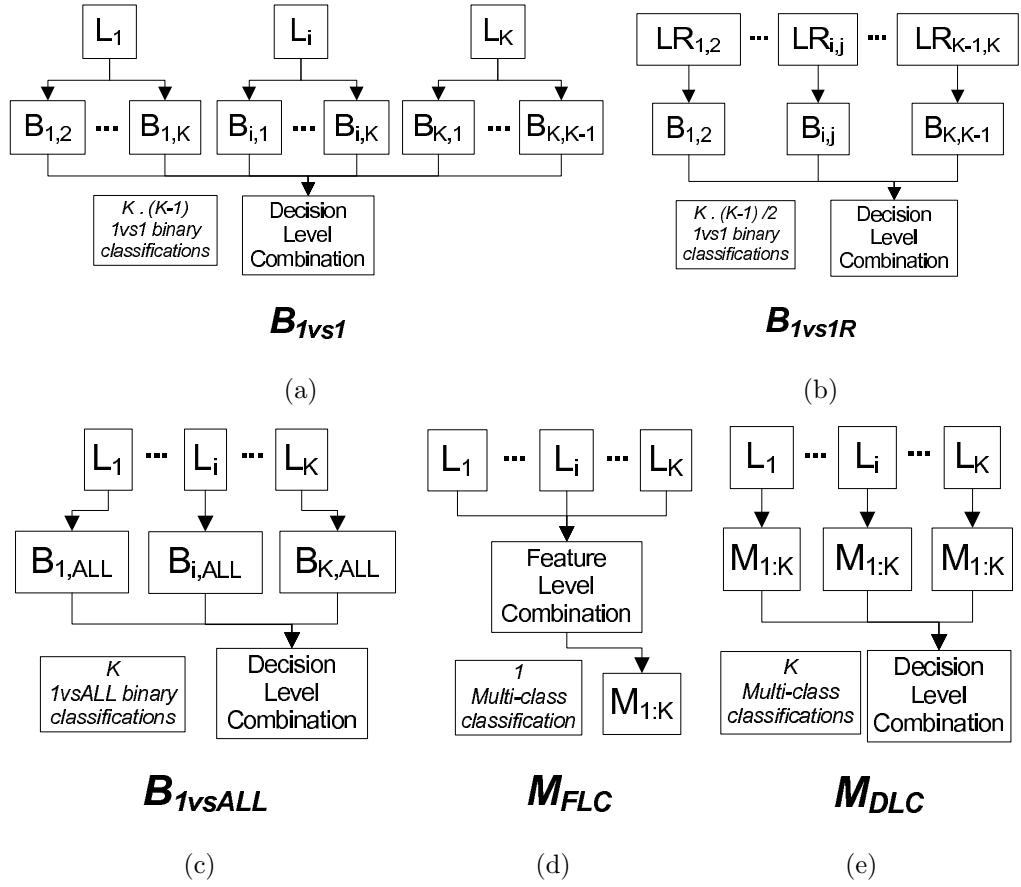 L1 Li LK
B1,2 ... B1,K Bi,1 ... Bi,K BK,1 ... BK,K-1
K . (K-1)
1vs1 binary
classifications
Decision
Level
Combination
B1vs1
(a)
LR1,2 ... LRi,j ... LRK-1,K
B1,2 Bi,j BK,K-1
K . (K-1) /2
1vs1 binary
classifications
Decision
Level
Combination
B1vs1R
(b)
L1 ... Li ... LK
B1,ALL Bi,ALL BK,ALL
K
1vsALL binary
classifications
Decision
Level
Combination
B1vsALL
(c)
L1 ... Li ... LK
Feature
Level
Combination
1
Multi-class
classification
M1:K
MFLC
(d)
L1 ... Li ... LK
M1:K M1:K M1:K
K
Multi-class
classifications
Decision
Level
Combination
MDLC
(e)